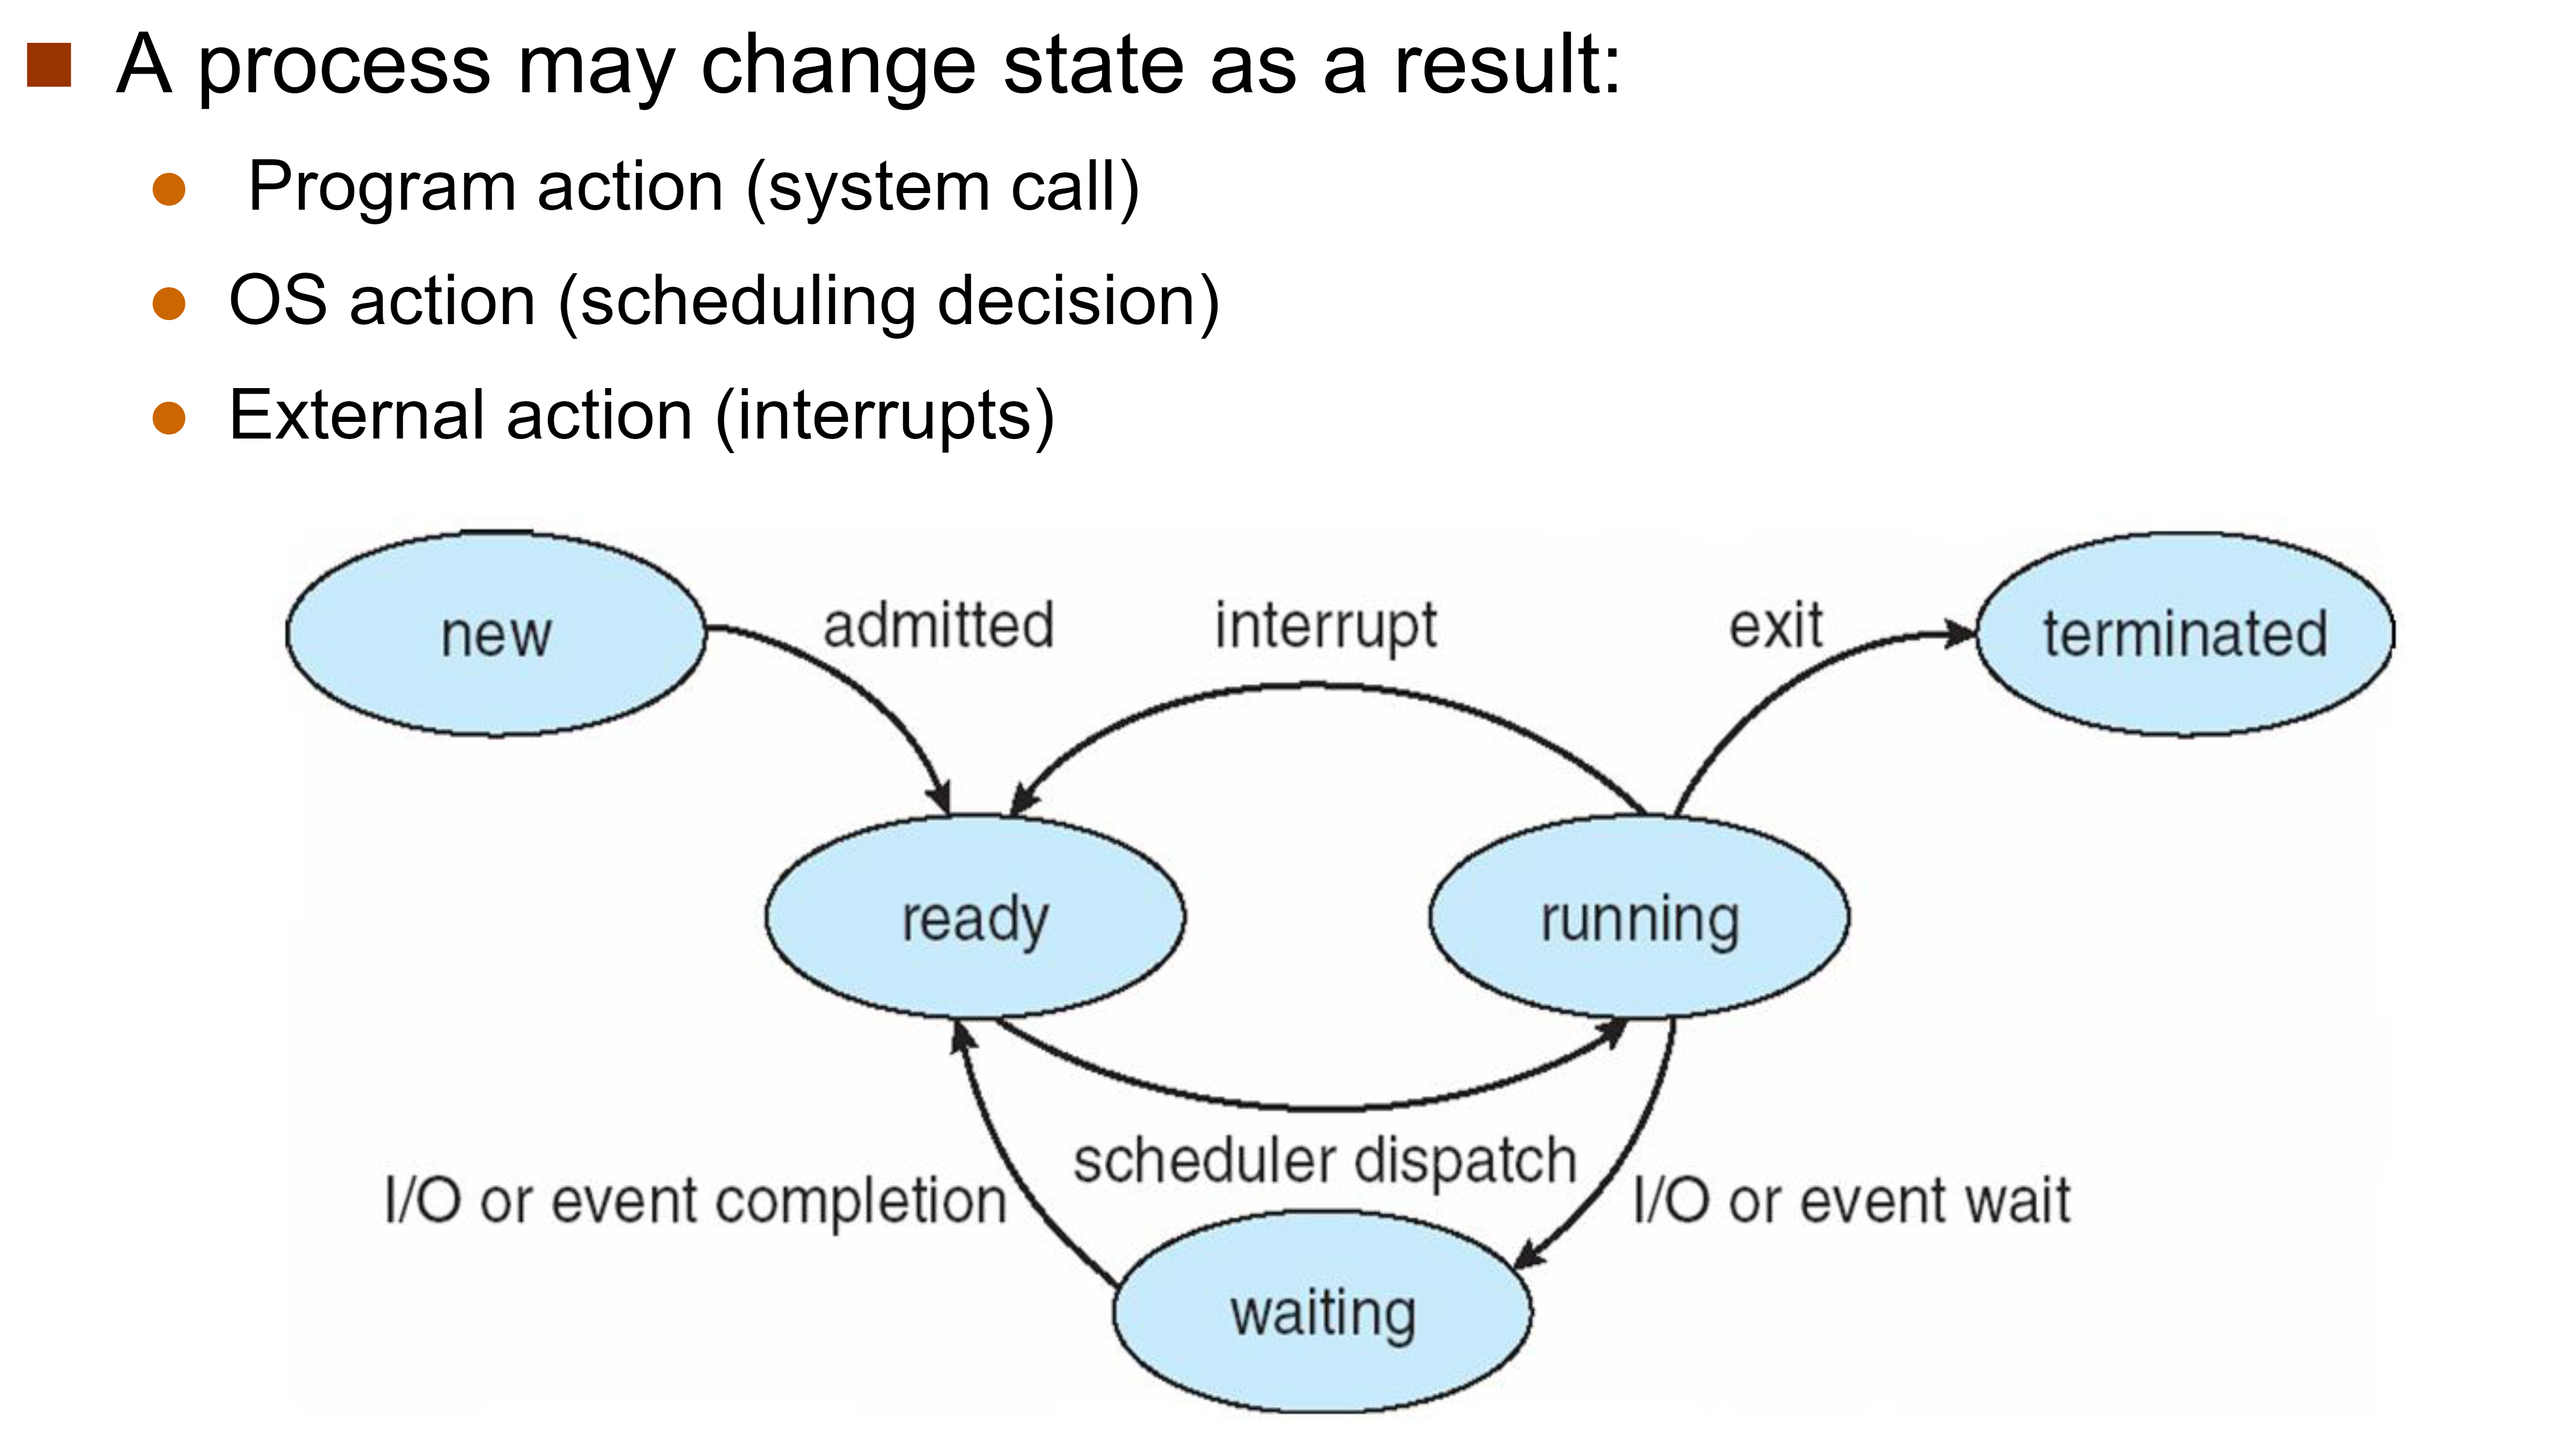 A process may change state as a result:
Program action (system call)
OS action (scheduling decision)
External action (interrupts)
new
admitted
interrupt
exit
terminated
ready
running
scheduler dispatch
I/O or event completion
I/O or event wait
waiting